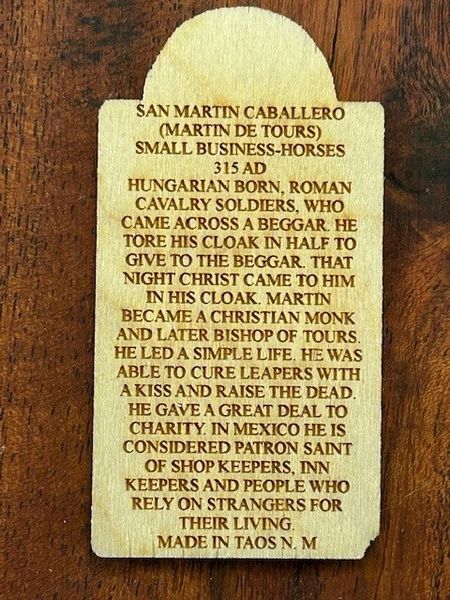 SAN MARTIN CABALLERO
(MARTIN DE TOURS)
SMALL BUSINESS-HORSES
315 AD
HUNGARIAN BORN, ROMAN
CAVALRY SOLDIERS, WHO
CAME ACROSS A BEGGAR. HE
TORE HIS CLOAK IN HALF TO
GIVE TO THE BEGGAR. THAT
NIGHT CHRIST CAME TO HIM
IN HIS CLOAK. MARTIN
BECAME A CHRISTIAN MONK
AND LATER BISHOP OF TOURS.
HE LED A SIMPLE LIFE. HE WAS
ABLE TO CURE LEAPERS WITH
A KISS AND RAISE THE DEAD.
HE GAVE A GREAT DEAL TO
CHARITY. IN MEXICO HE IS
CONSIDERED PATRON SAINT
OF SHOP KEEPERS, INN
KEEPERS AND PEOPLE WHO
RELY ON STRANGERS FOR
THEIR LIVING.
MADE IN TAOS N. M